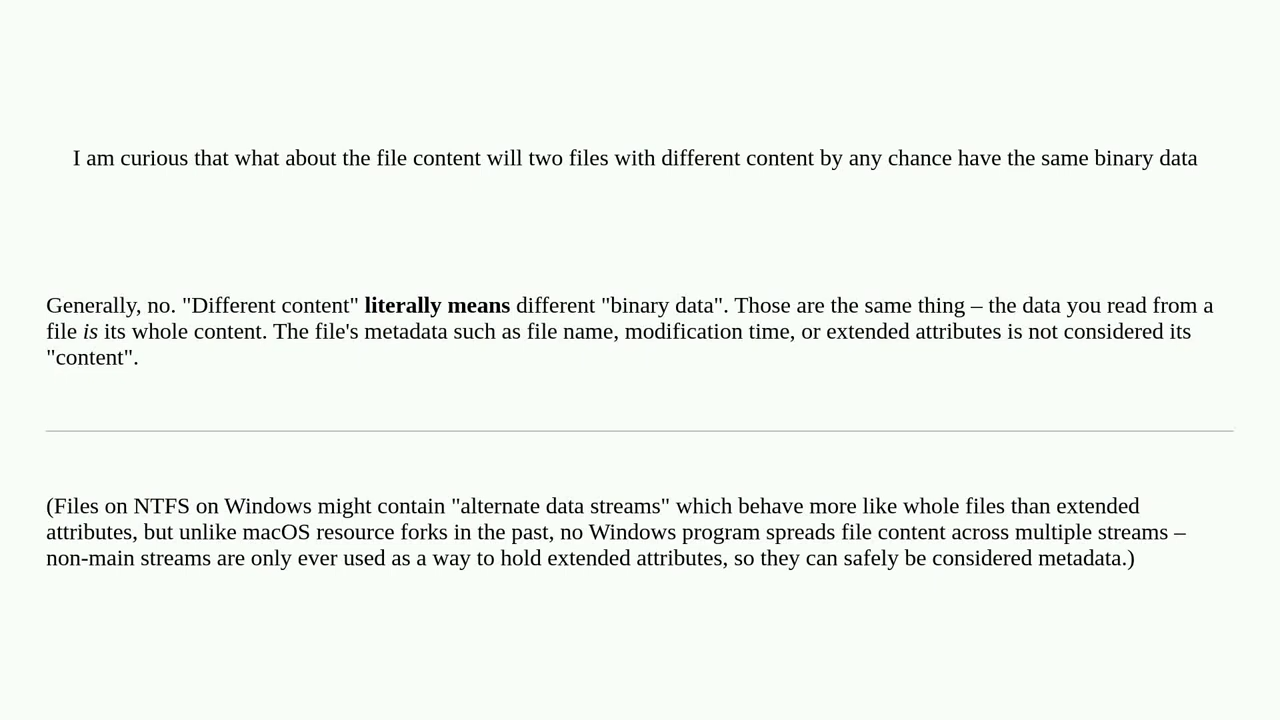 I am curious that what about the file content will two files with different content by any chance have the same binary data
Generally, no. "Different content" literally means different "binary data". Those are the same thing – the data you read from a
file is its whole content. The file's metadata such as file name, modification time, or extended attributes is not considered its
"content".
(Files on NTFS on Windows might contain "alternate data streams" which behave more like whole files than extended
attributes, but unlike macOS resource forks in the past, no Windows program spreads file content across multiple streams –
non-main streams are only ever used as a way to hold extended attributes, so they can safely be considered metadata.)